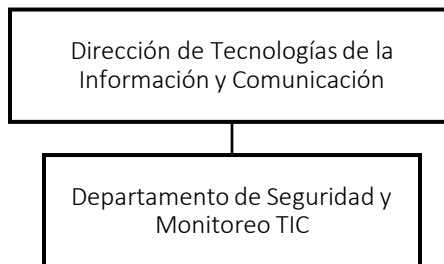 Dirección de Tecnologías de la
Información y Comunicación
Departamento de Seguridad y
Monitoreo TIC